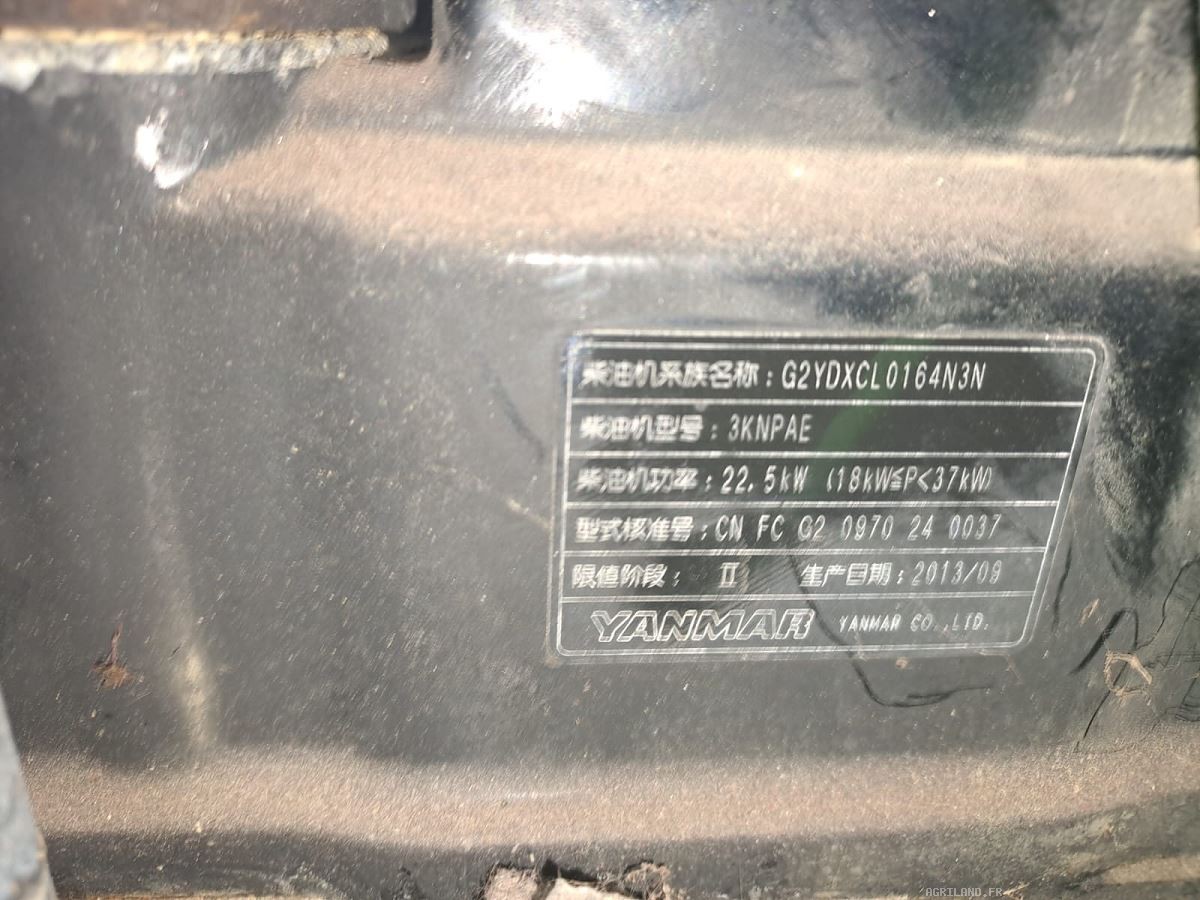 柴油机系族名称：G2YDXCL0164N3N
柴油机型号：3KNPAE
柴油机功率：22.5kW (18kW≦P<37kW)
型式核准号：CN FC G2 0970 24 0037
限值阶段： Ⅱ 生产日期：2013/09
YANMAR YANMAR CO.,LTD.
AGRILAND.FR